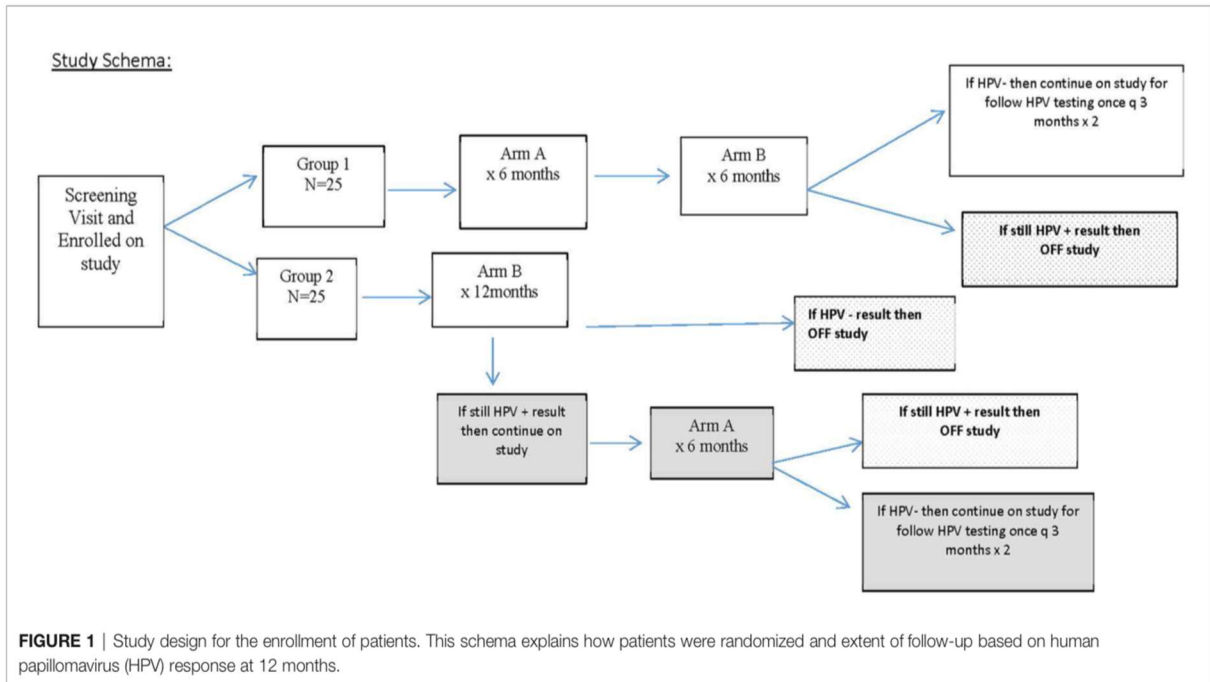 Study Schema:
Screening
Visit and
Enrolled on
study
Group 1
N=25
Arm A
x 6 months
Arm B
x 6 months
If HPV- then continue on study for
follow HPV testing once q 3
months x 2
If still HPV + result then
OFF study
Group 2
N=25
Arm B
x 12months
If HPV - result then
OFF study
If still HPV + result
then continue on
study
Arm A
x 6 months
If still HPV + result then
OFF study
If HPV- then continue on study for
follow HPV testing once q 3
months x 2
FIGURE 1 | Study design for the enrollment of patients. This schema explains how patients were randomized and extent of follow-up based on human
papillomavirus (HPV) response at 12 months.